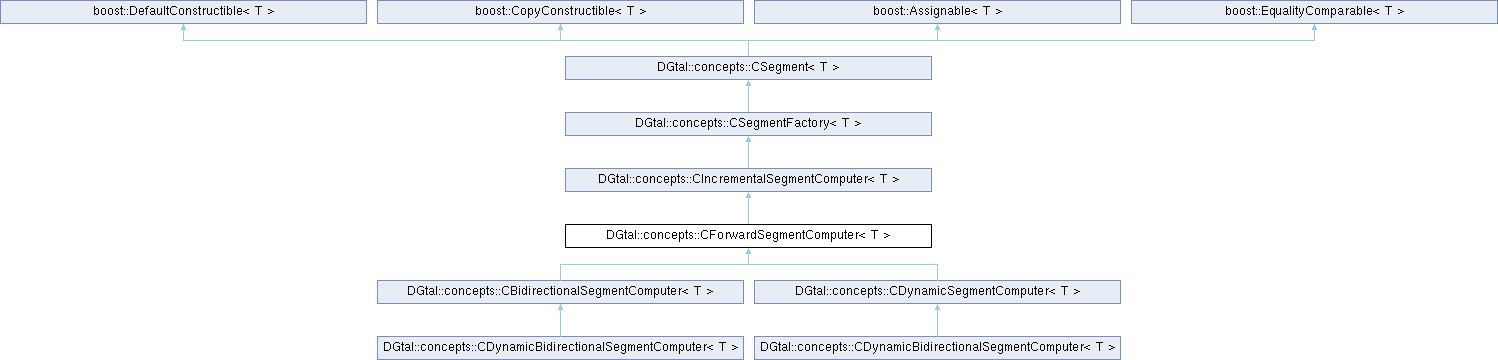 boost::DefaultConstructible< T >
boost::CopyConstructible< T >
boost::Assignable< T >
boost::EqualityComparable< T >
DGtal::concepts::CSegment< T >
DGtal::concepts::CSegmentFactory< T >
DGtal::concepts::CIncrementalSegmentComputer< T >
DGtal::concepts::CForwardSegmentComputer< T >
DGtal::concepts::CBidirectionalSegmentComputer< T >
DGtal::concepts::CDynamicSegmentComputer< T >
DGtal::concepts::CDynamicBidirectionalSegmentComputer< T >
DGtal::concepts::CDynamicBidirectionalSegmentComputer< T >